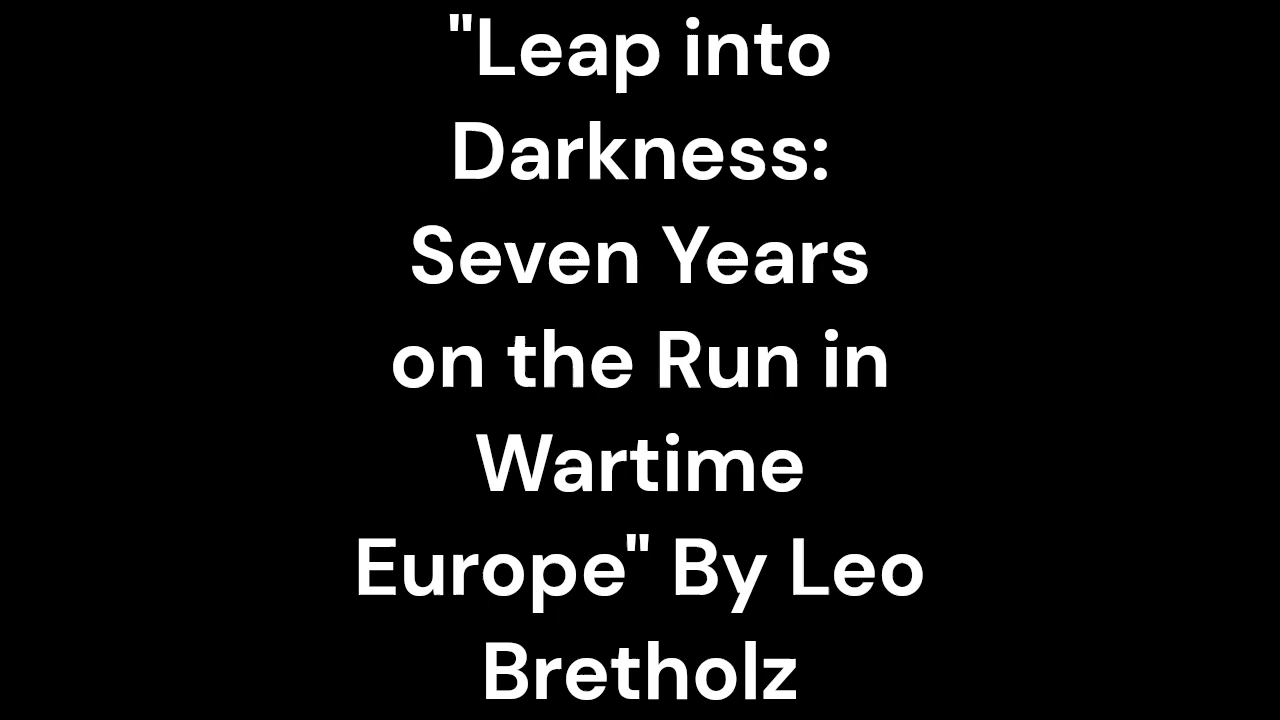 "Leap into
Darkness:
Seven Years
on the Run in
Wartime
Europe" By Leo
Bretholz